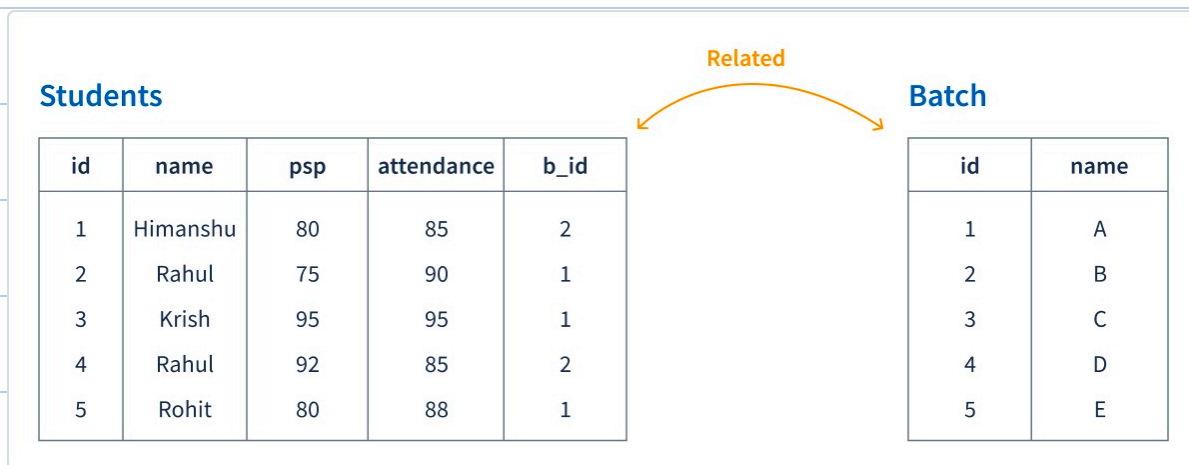 Related
Students
Batch
id name psp attendance b_id
1 Himanshu 80 85 2
2 Rahul 75 90 1
3 Krish 95 95 1
4 Rahul 92 85 2
5 Rohit 80 88 1
id name
1 A
2 B
3 C
4 D
5 E